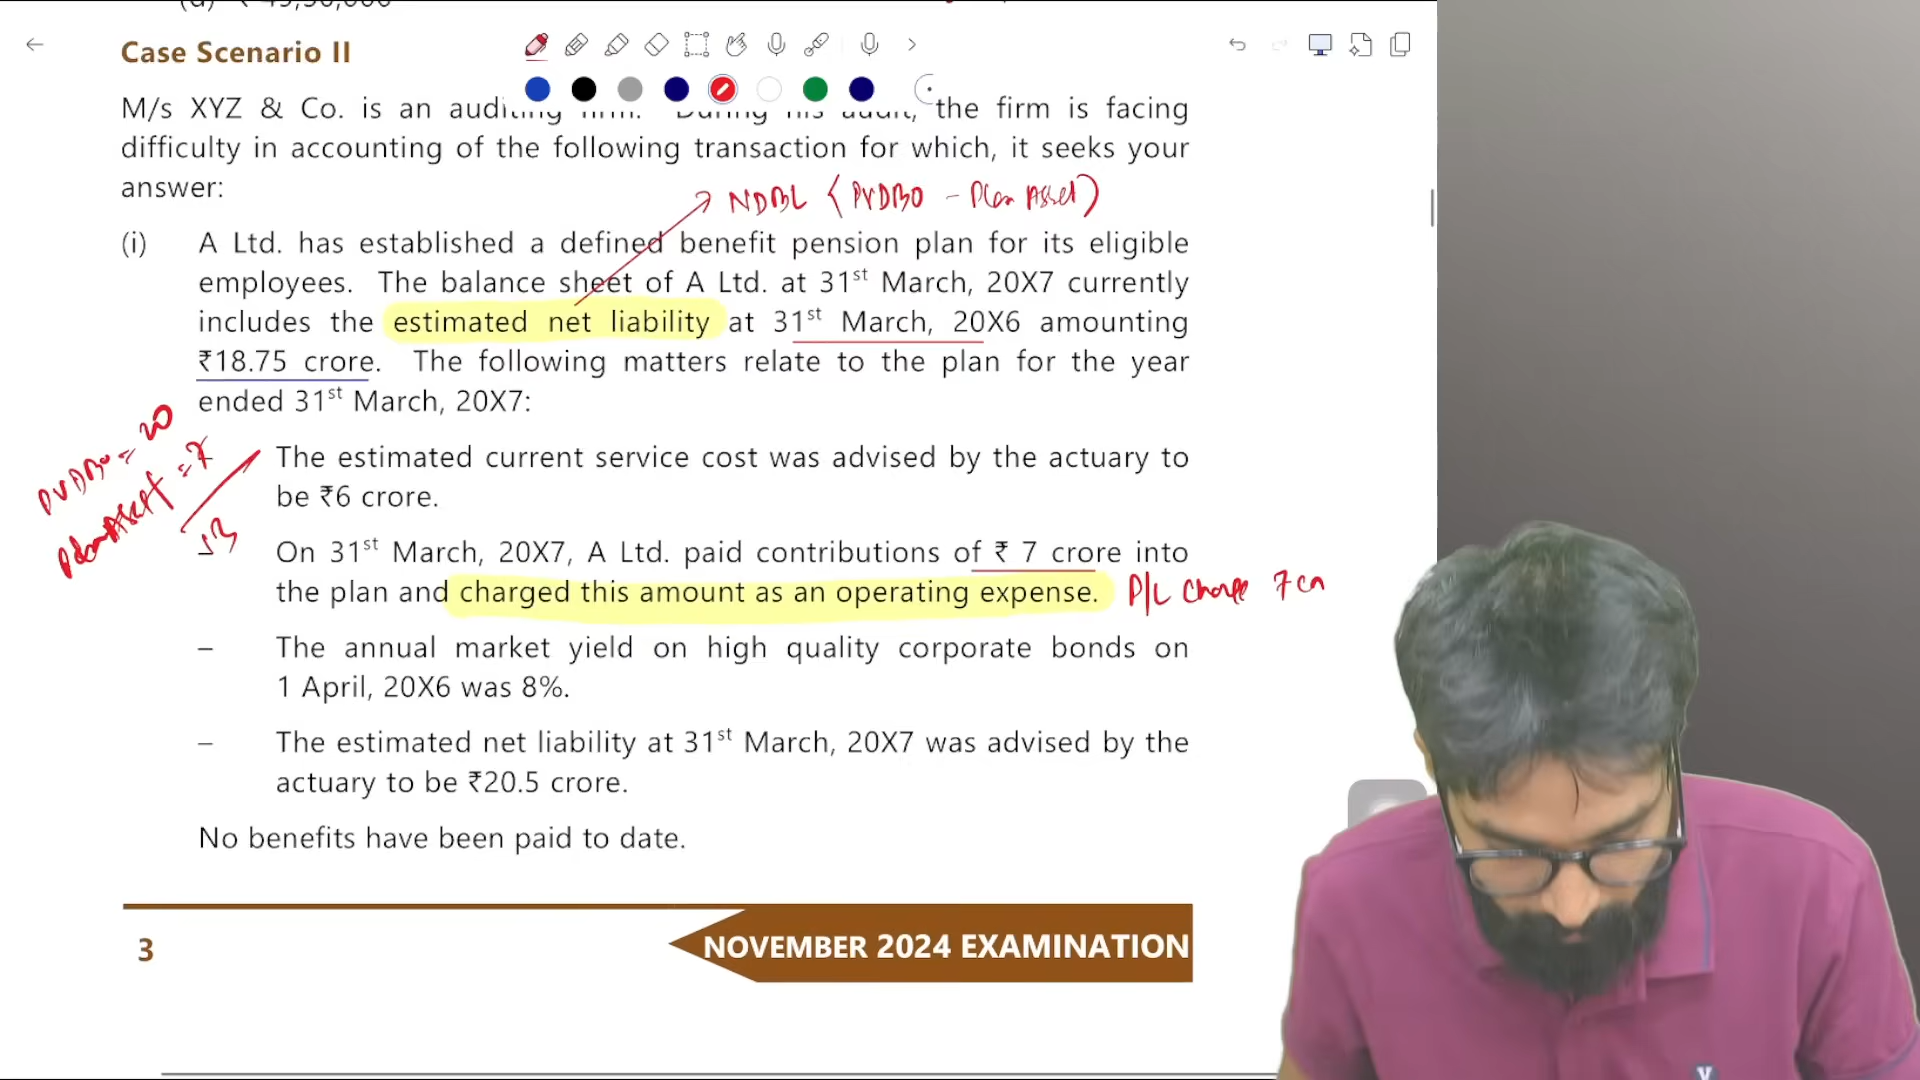 Case Scenario II
M/s XYZ & Co. is an auditing firm. During his audit, the firm is facing
difficulty in accounting of the following transaction for which, it seeks your
answer:
NDBL (PVDBO - Plan Asset)
(i) A Ltd. has established a defined benefit pension plan for its eligible
employees. The balance sheet of A Ltd. at 31st March, 20X7 currently
includes the estimated net liability at 31st March, 20X6 amounting
₹18.75 crore. The following matters relate to the plan for the year
ended 31st March, 20X7:
PVDBO = 20
Plan Asset = 7
13
– The estimated current service cost was advised by the actuary to
be ₹6 crore.
– On 31st March, 20X7, A Ltd. paid contributions of ₹ 7 crore into
the plan and charged this amount as an operating expense. P/L charge 7 cr
– The annual market yield on high quality corporate bonds on
1 April, 20X6 was 8%.
– The estimated net liability at 31st March, 20X7 was advised by the
actuary to be ₹20.5 crore.
No benefits have been paid to date.
3
NOVEMBER 2024 EXAMINATION